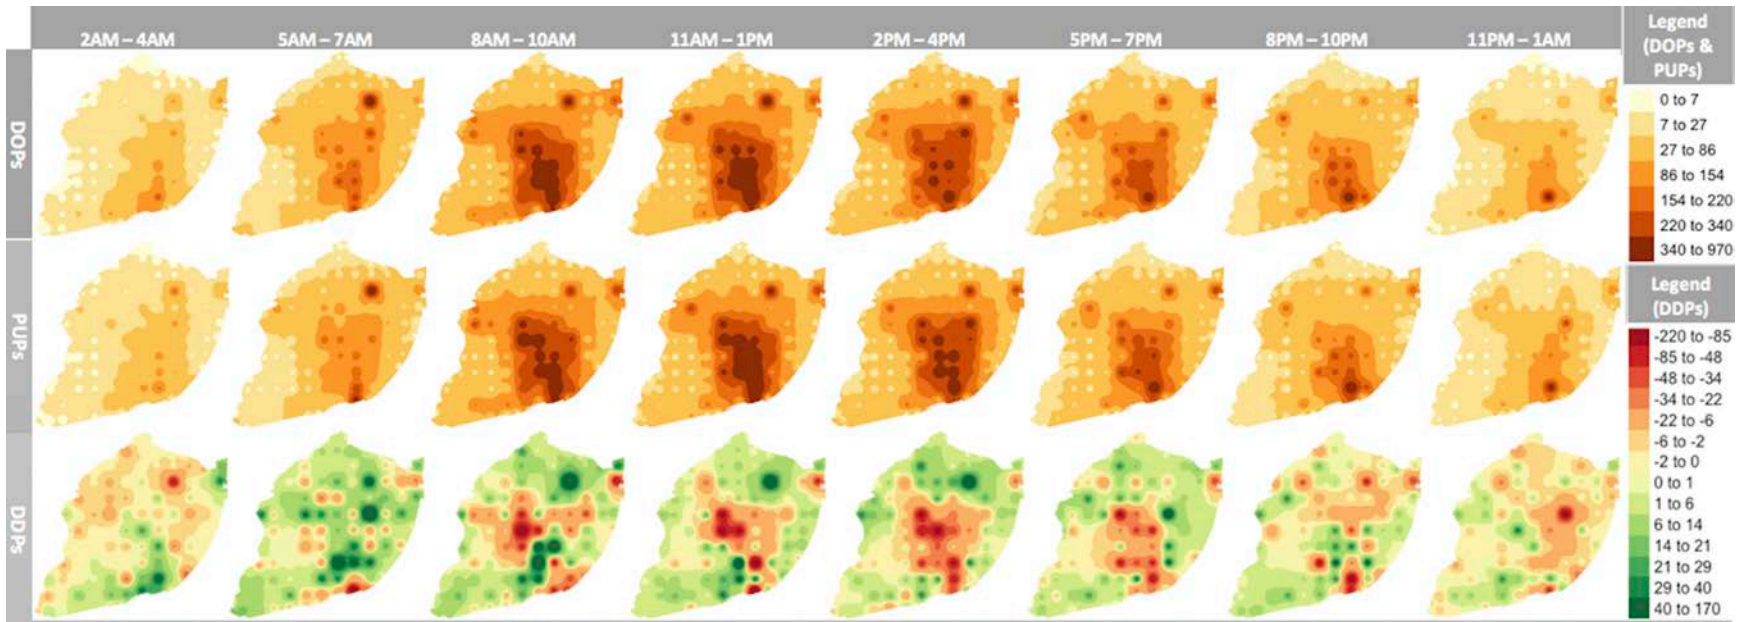 2AM – 4AM
5AM – 7AM
8AM – 10AM
11AM – 1PM
2PM – 4PM
5PM – 7PM
8PM – 10PM
11PM – 1AM
Legend
(DOPs &
PUPs)
DOPs
0 to 7
7 to 27
27 to 86
86 to 154
154 to 220
220 to 340
340 to 970
PUPs
Legend
(DDPs)
DDPs
-220 to -85
-85 to -48
-48 to -34
-34 to -22
-22 to -6
-6 to -2
-2 to 0
0 to 1
1 to 6
6 to 14
14 to 21
21 to 29
29 to 40
40 to 170